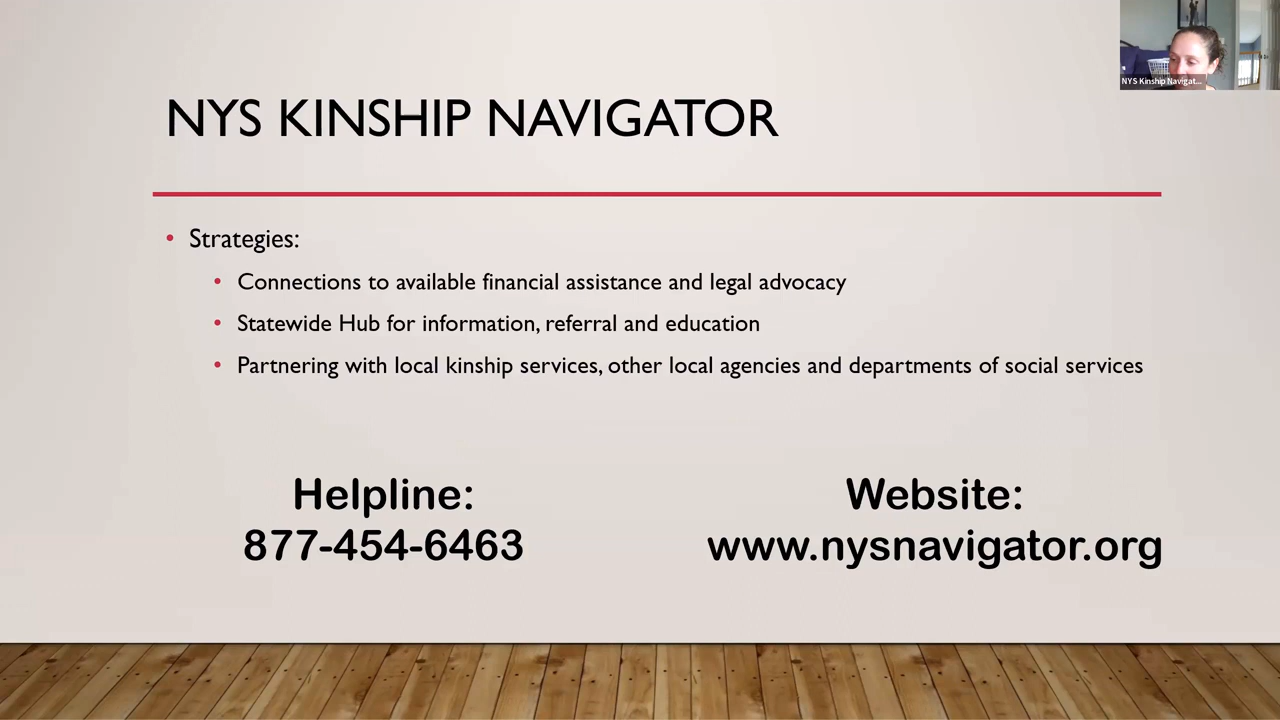 NYS Kinship Navigat...
NYS KINSHIP NAVIGATOR
• Strategies:
• Connections to available financial assistance and legal advocacy
• Statewide Hub for information, referral and education
• Partnering with local kinship services, other local agencies and departments of social services
Helpline:
877-454-6463
Website:
www.nysnavigator.org